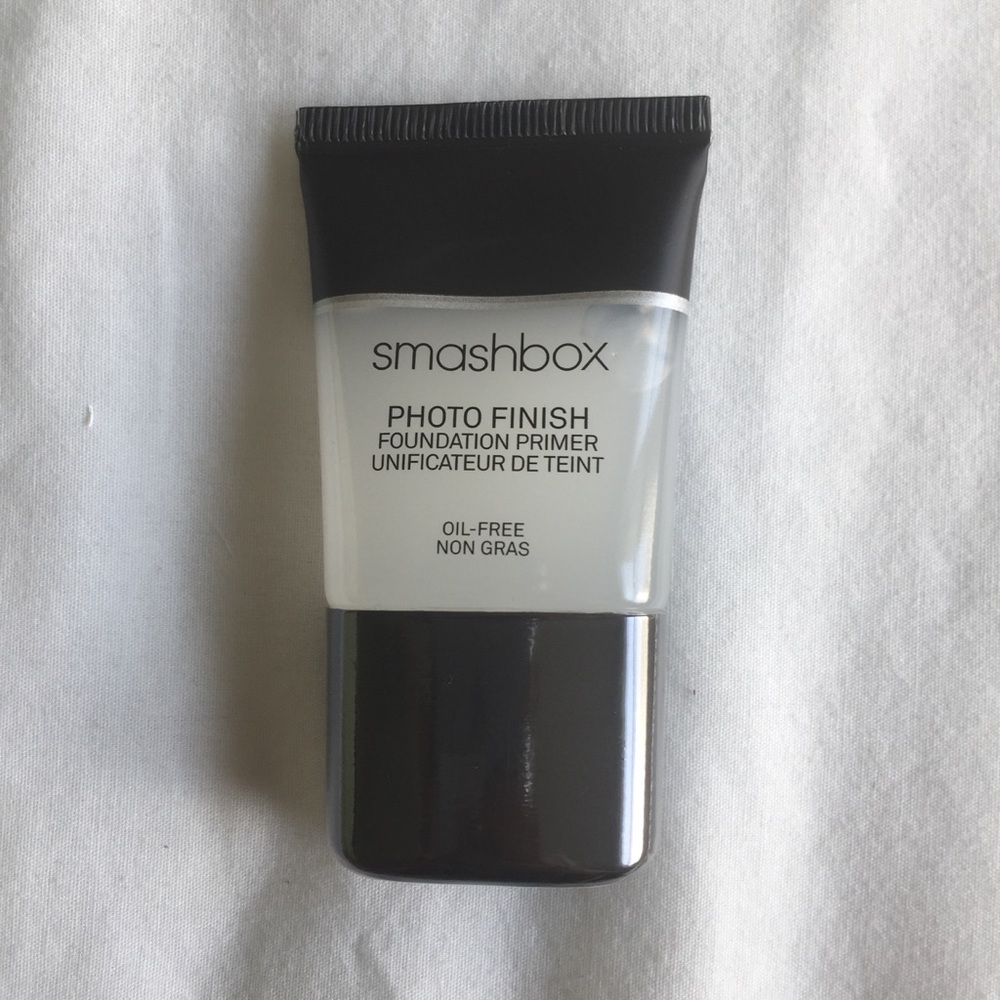 smashbox
PHOTO FINISH
FOUNDATION PRIMER
UNIFICATEUR DE TEINT
OIL-FREE
NON GRAS